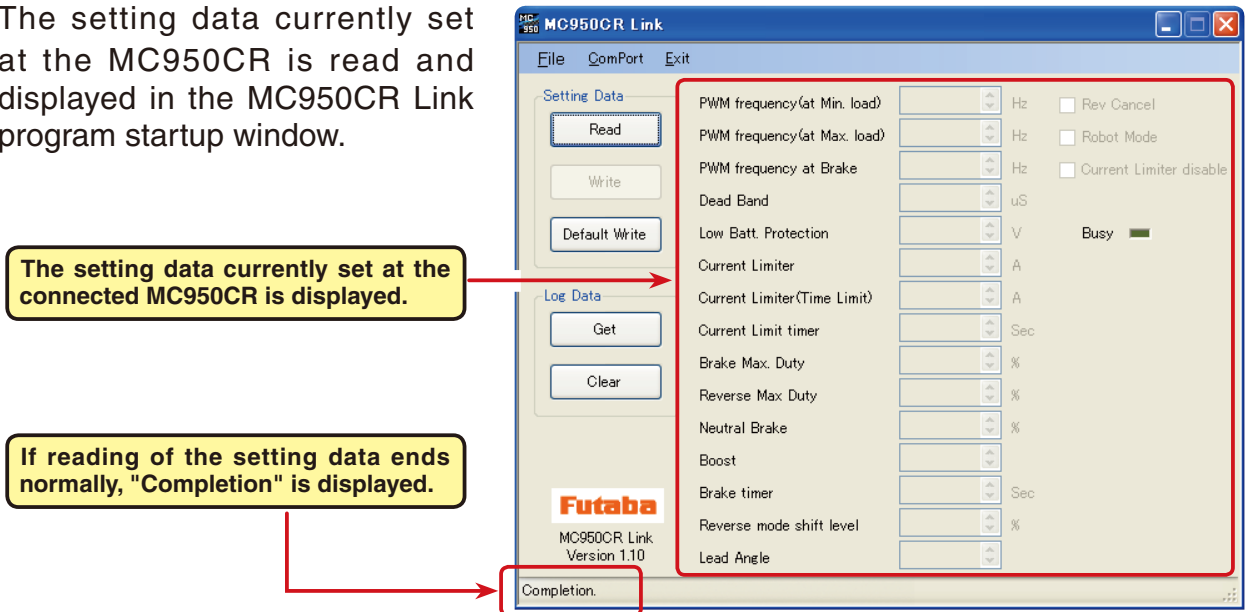 The setting data currently set
at the MC950CR is read and
displayed in the MC950CR Link
program startup window.
The setting data currently set at the
connected MC950CR is displayed.
If reading of the setting data ends
normally, "Completion" is displayed.
MC950CR Link
File ComPort Exit
Setting Data
Read
Write
Default Write
Log Data
Get
Clear
Futaba
MC950CR Link
Version 1.10
PWM frequency(at Min. load) Hz Rev Cancel
PWM frequency(at Max. load) Hz Robot Mode
PWM frequency at Brake Hz Current Limiter disable
Dead Band uS
Low Batt. Protection V Busy
Current Limiter A
Current Limiter(Time Limit) A
Current Limit timer Sec
Brake Max. Duty %
Reverse Max Duty %
Neutral Brake %
Boost
Brake timer Sec
Reverse mode shift level %
Lead Angle
Completion.